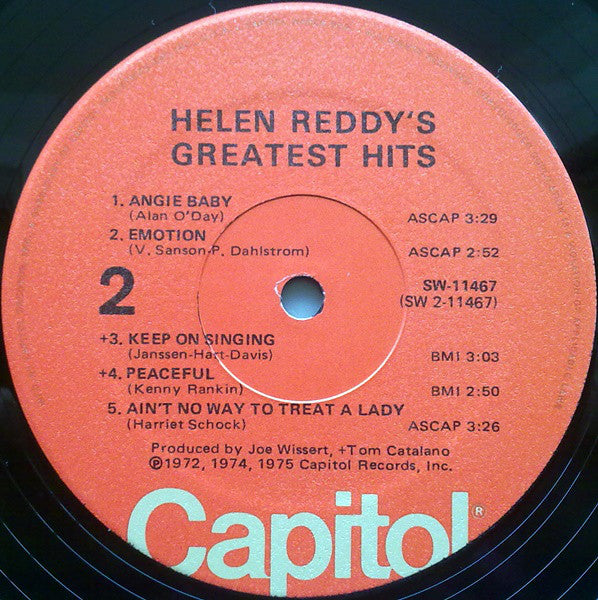 HELEN REDDY'S
GREATEST HITS
1. ANGIE BABY
(Alan O'Day) ASCAP 3:29
2. EMOTION
(V. Sanson-P. Dahlstrom) ASCAP 2:52
2
SW-11467
(SW 2-11467)
+3. KEEP ON SINGING
(Janssen-Hart-Davis) BMI 3:03
+4. PEACEFUL
(Kenny Rankin) BMI 2:50
5. AIN'T NO WAY TO TREAT A LADY
(Harriet Schock) ASCAP 3:26
Produced by Joe Wissert, +Tom Catalano
℗1972, 1974, 1975 Capitol Records, Inc.
Capitol®